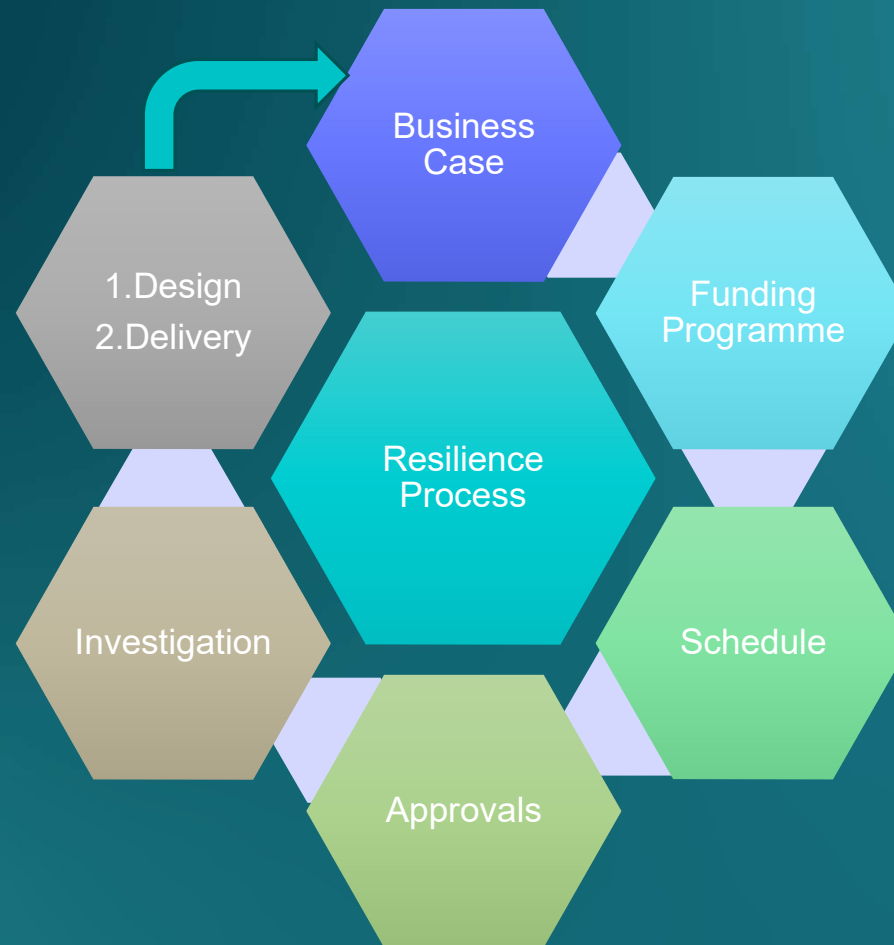 Business
Case
Funding
Programme
Schedule
Approvals
Investigation
1.Design
2.Delivery
Resilience
Process